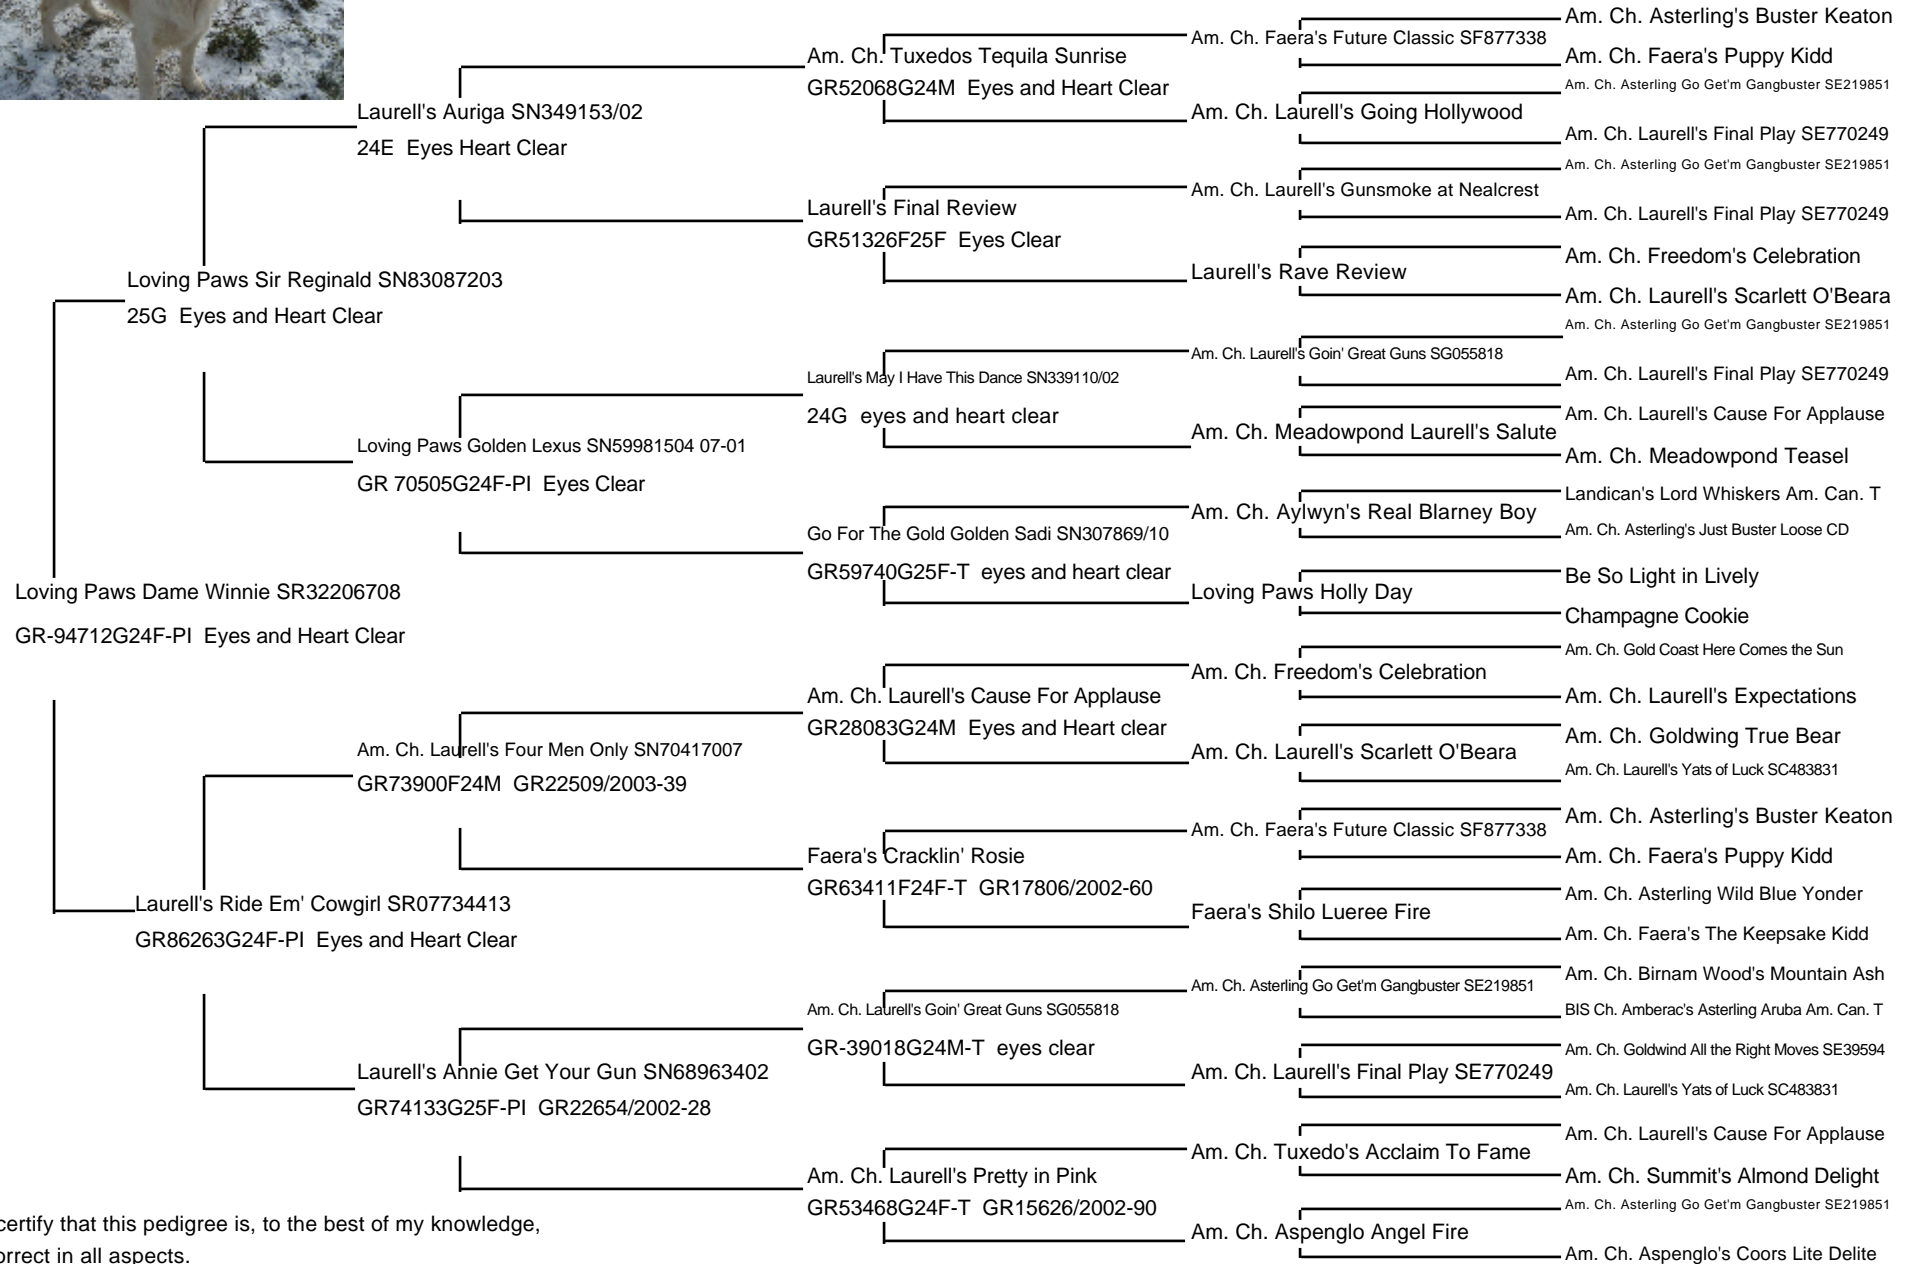 Loving Paws Dame Winnie SR32206708
GR-94712G24F-PI Eyes and Heart Clear
Loving Paws Sir Reginald SN83087203
25G Eyes and Heart Clear
Laurell's Ride Em' Cowgirl SR07734413
GR86263G24F-PI Eyes and Heart Clear
Laurell's Auriga SN349153/02
24E Eyes Heart Clear
Loving Paws Golden Lexus SN59981504 07-01
GR 70505G24F-PI Eyes Clear
Am. Ch. Laurell's Four Men Only SN70417007
GR73900F24M GR22509/2003-39
Laurell's Annie Get Your Gun SN68963402
GR74133G25F-PI GR22654/2002-28
Am. Ch. Tuxedos Tequila Sunrise
GR52068G24M Eyes and Heart Clear
Laurell's Final Review
GR51326F25F Eyes Clear
Laurell's May I Have This Dance SN339110/02
24G eyes and heart clear
Go For The Gold Golden Sadi SN307869/10
GR59740G25F-T eyes and heart clear
Am. Ch. Laurell's Cause For Applause
GR28083G24M Eyes and Heart clear
Faera's Cracklin' Rosie
GR63411F24F-T GR17806/2002-60
Am. Ch. Laurell's Goin' Great Guns SG055818
GR-39018G24M-T eyes clear
Am. Ch. Laurell's Pretty in Pink
GR53468G24F-T GR15626/2002-90
Am. Ch. Faera's Future Classic SF877338
Am. Ch. Laurell's Going Hollywood
Am. Ch. Laurell's Gunsmoke at Nealcrest
Laurell's Rave Review
Am. Ch. Laurell's Goin' Great Guns SG055818
Am. Ch. Meadowpond Laurell's Salute
Am. Ch. Aylwyn's Real Blarney Boy
Loving Paws Holly Day
Am. Ch. Freedom's Celebration
Am. Ch. Laurell's Scarlett O'Beara
Am. Ch. Faera's Future Classic SF877338
Faera's Shilo Lueree Fire
Am. Ch. Asterling Go Get'm Gangbuster SE219851
Am. Ch. Laurell's Final Play SE770249
Am. Ch. Tuxedo's Acclaim To Fame
Am. Ch. Aspenglo Angel Fire
Am. Ch. Asterling's Buster Keaton
Am. Ch. Faera's Puppy Kidd
Am. Ch. Asterling Go Get'm Gangbuster SE219851
Am. Ch. Laurell's Final Play SE770249
Am. Ch. Asterling Go Get'm Gangbuster SE219851
Am. Ch. Laurell's Final Play SE770249
Am. Ch. Freedom's Celebration
Am. Ch. Laurell's Scarlett O'Beara
Am. Ch. Asterling Go Get'm Gangbuster SE219851
Am. Ch. Laurell's Final Play SE770249
Am. Ch. Laurell's Cause For Applause
Am. Ch. Meadowpond Teasel
Landican's Lord Whiskers Am. Can. T
Am. Ch. Asterling's Just Buster Loose CD
Be So Light in Lively
Champagne Cookie
Am. Ch. Gold Coast Here Comes the Sun
Am. Ch. Laurell's Expectations
Am. Ch. Goldwing True Bear
Am. Ch. Laurell's Yats of Luck SC483831
Am. Ch. Asterling's Buster Keaton
Am. Ch. Faera's Puppy Kidd
Am. Ch. Asterling Wild Blue Yonder
Am. Ch. Faera's The Keepsake Kidd
Am. Ch. Birnam Wood's Mountain Ash
BIS Ch. Amberac's Asterling Aruba Am. Can. T
Am. Ch. Goldwind All the Right Moves SE39594
Am. Ch. Laurell's Yats of Luck SC483831
Am. Ch. Laurell's Cause For Applause
Am. Ch. Summit's Almond Delight
Am. Ch. Asterling Go Get'm Gangbuster SE219851
Am. Ch. Aspenglo's Coors Lite Delite
certify that this pedigree is, to the best of my knowledge,
orrect in all aspects.